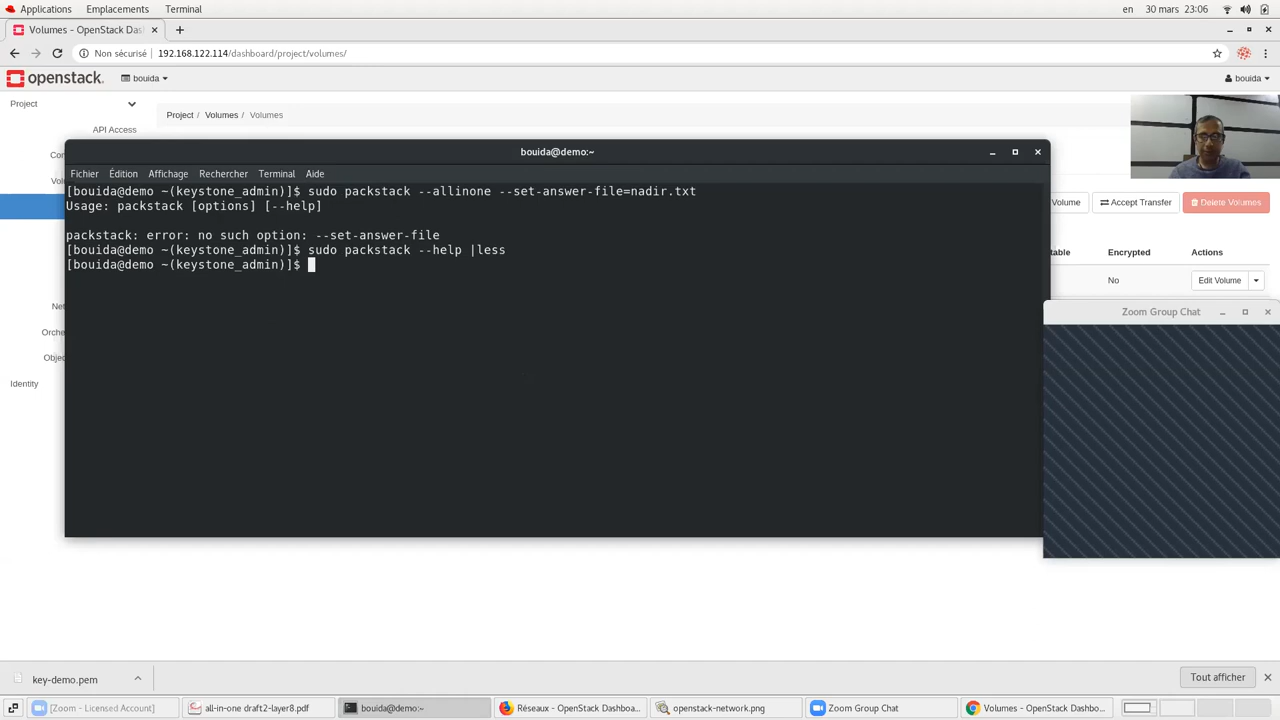 Applications Emplacements Terminal en 30 mars 23:06
Volumes - OpenStack Das
Non sécurisé 192.168.122.114/dashboard/project/volumes/
openstack. bouida bouida
Project Project / Volumes / Volumes
API Access
bouida@demo:~
Fichier Édition Affichage Rechercher Terminal Aide
[bouida@demo ~(keystone_admin)]$ sudo packstack --allinone --set-answer-file=nadir.txt
Usage: packstack [options] [--help]
packstack: error: no such option: --set-answer-file
[bouida@demo ~(keystone_admin)]$ sudo packstack --help |less
[bouida@demo ~(keystone_admin)]$
Volume Accept Transfer Delete Volumes
table Encrypted
No Edit Volume
Zoom Group Chat
Net
Orche
Objec
Identity
key-demo.pem Tout afficher
[Zoom - Licensed Account] all-in-one draft2-layer8.pdf bouida@demo:~ Réseaux - OpenStack Dashboa... openstack-network.png Zoom Group Chat Volumes - OpenStack Dashbo...